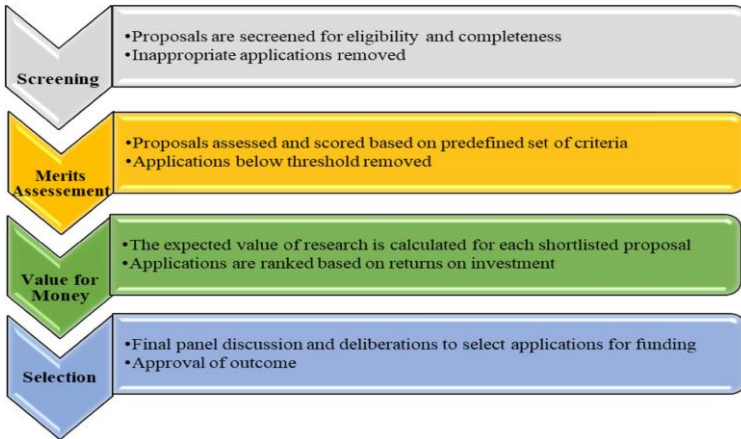 •Proposals are secreened for eligibility and completeness
•Inappropriate applications removed
Screening
•Proposals assessed and scored based on predefined set of criteria
•Applications below threshold removed
Merits
Assessement
•The expected value of research is calculated for each shortlisted proposal
•Applications are ranked based on returns on investment
Value for
Money
•Final panel discussion and deliberations to select applications for funding
•Approval of outcome
Selection